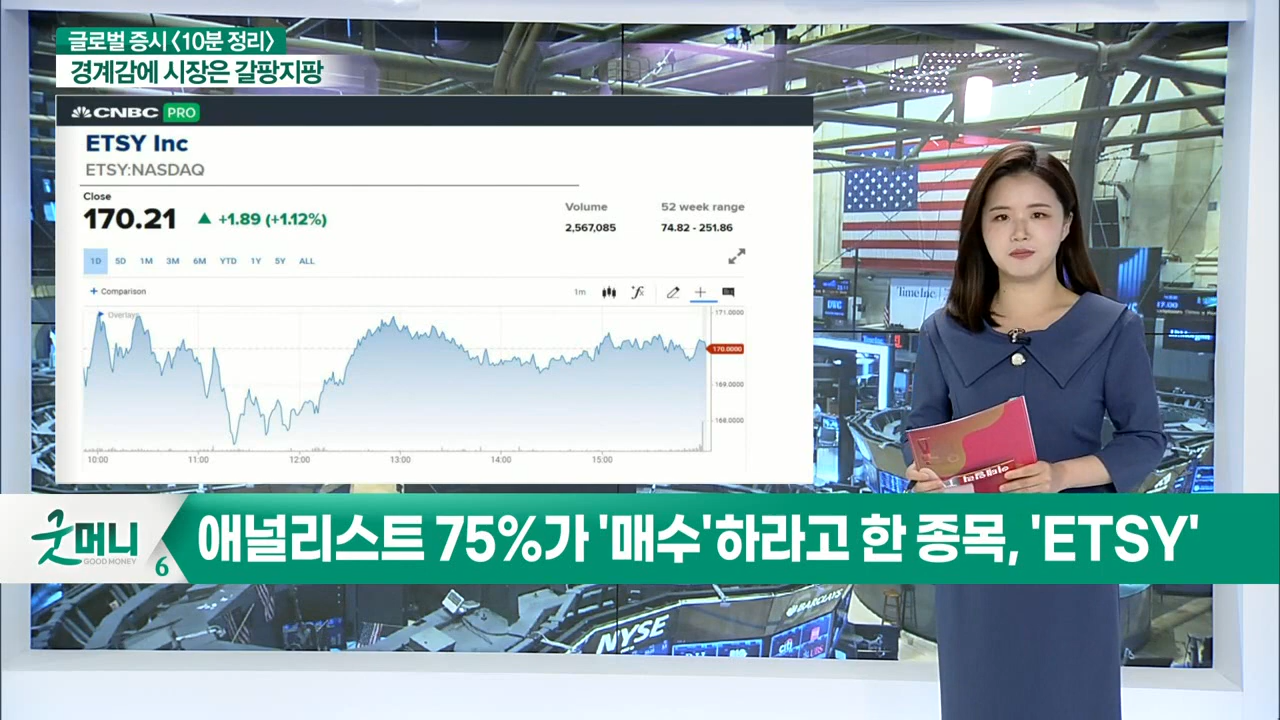 글로벌 증시 <10분 정리>
경계감에 시장은 갈팡지팡
CNBC PRO
ETSY Inc
ETSY:NASDAQ
Close
170.21 ▲ +1.89 (+1.12%)
Volume
2,567,085
52 week range
74.82 - 251.86
1D 5D 1M 3M 6M YTD 1Y 5Y ALL
+ Comparison
1m
Overlays
171.0000
170.0000
169.0000
168.0000
10:00 11:00 12:00 13:00 14:00 15:00
Time Inc.
굿머니
GOOD MONEY
6
애널리스트 75%가 '매수'하라고 한 종목, 'ETSY'
NYSE
BARCLAYS
citi